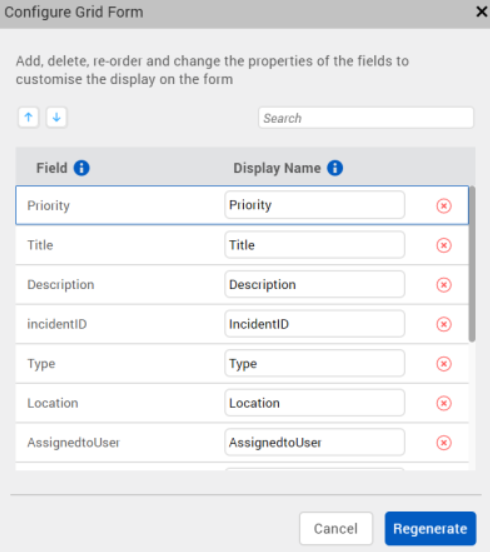 Configure Grid Form
Add, delete, re-order and change the properties of the fields to
customise the display on the form
Search
Field Display Name
Priority Priority
Title Title
Description Description
incidentID IncidentID
Type Type
Location Location
AssignedtoUser AssignedtoUser
Cancel Regenerate